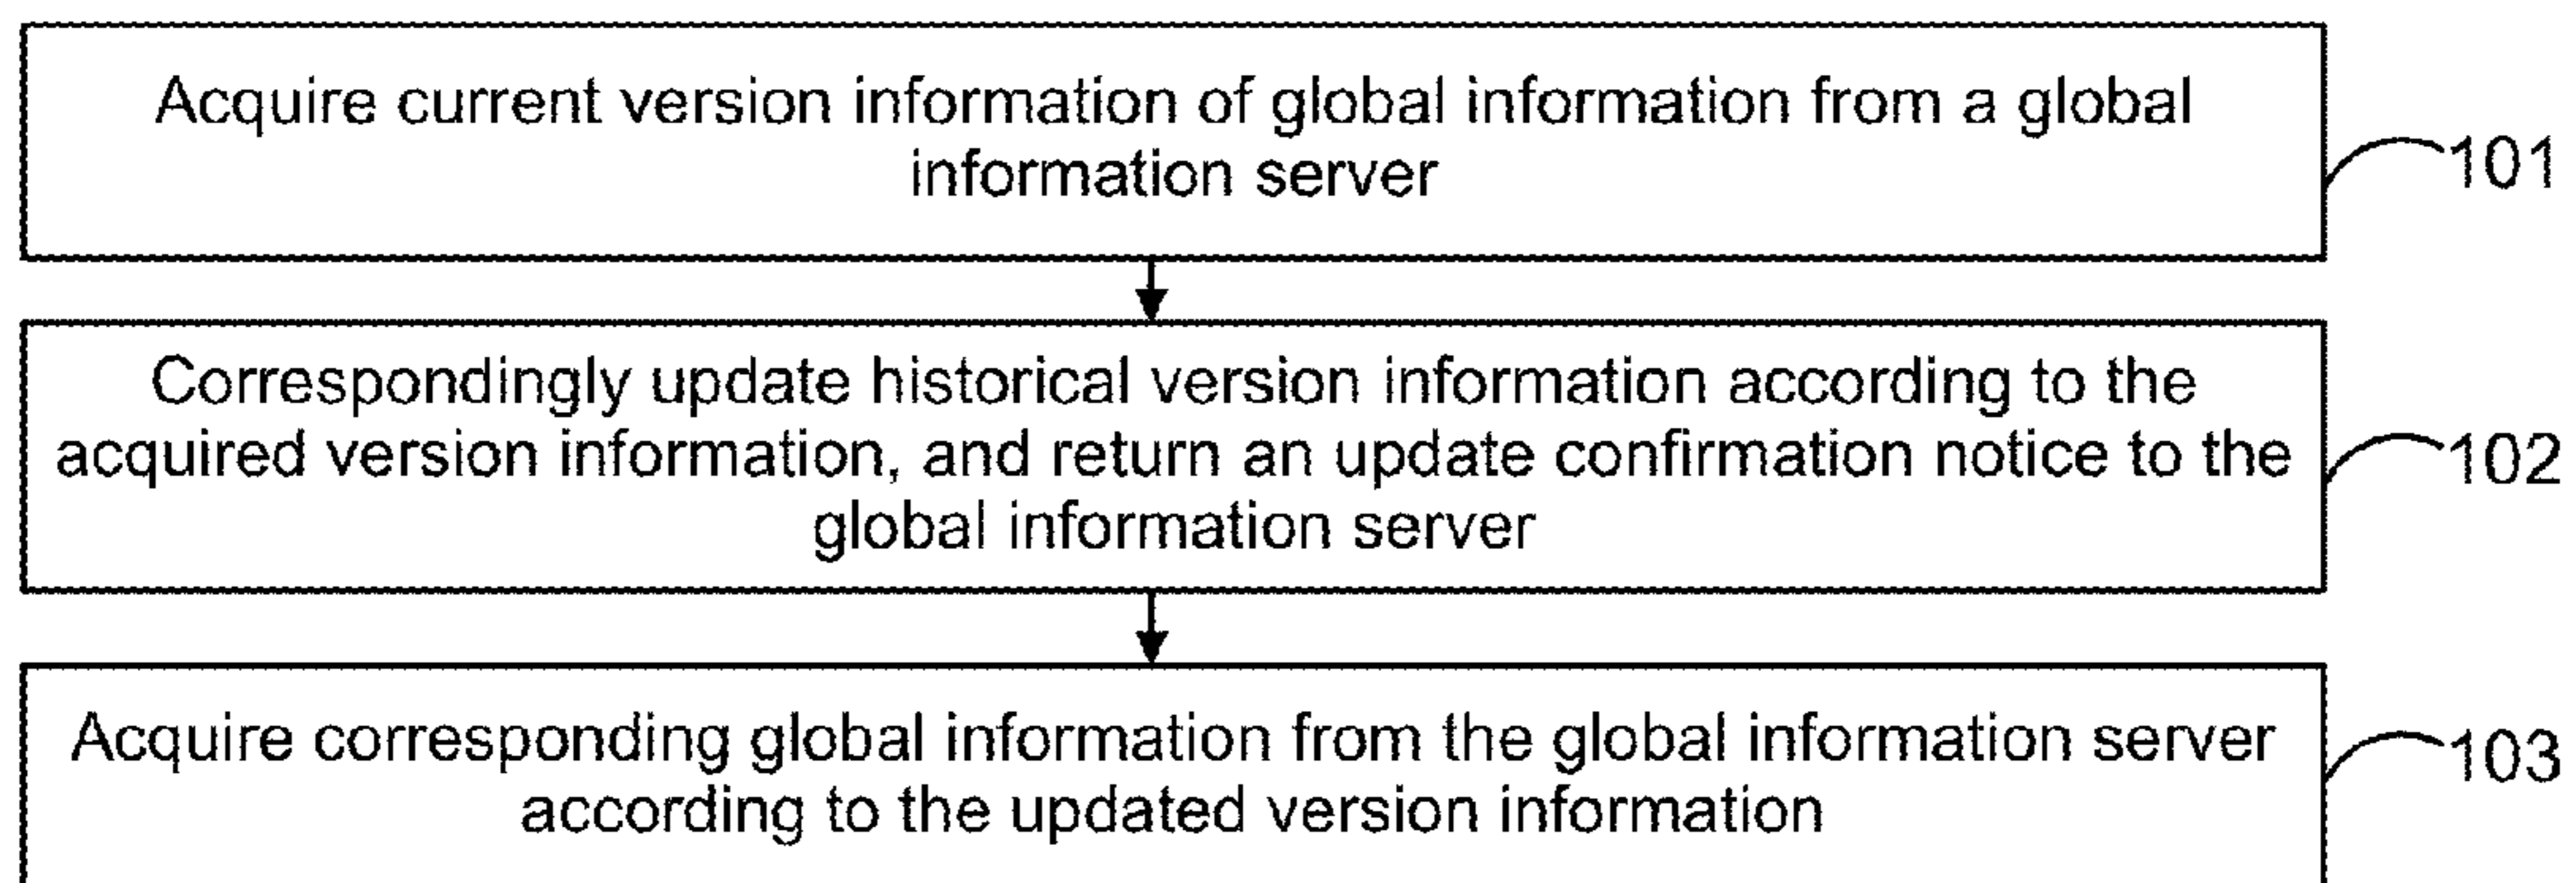 Acquire current version information of global information from a global
information server
101
Correspondingly update historical version information according to the
acquired version information, and return an update confirmation notice to the
global information server
102
Acquire corresponding global information from the global information server
according to the updated version information
103